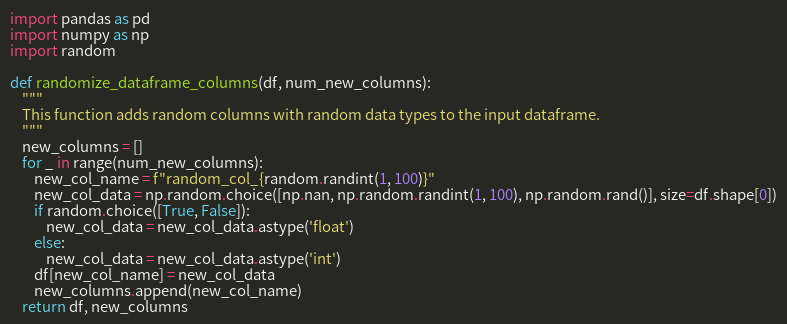 import pandas as pd
import numpy as np
import random

def randomize_dataframe_columns(df, num_new_columns):
    """
    This function adds random columns with random data types to the input dataframe.
    """
    new_columns = []
    for _ in range(num_new_columns):
        new_col_name = f"random_col_{random.randint(1, 100)}"
        new_col_data = np.random.choice([np.nan, np.random.randint(1, 100), np.random.rand()], size=df.shape[0])
        if random.choice([True, False]):
            new_col_data = new_col_data.astype('float')
        else:
            new_col_data = new_col_data.astype('int')
        df[new_col_name] = new_col_data
        new_columns.append(new_col_name)
    return df, new_columns